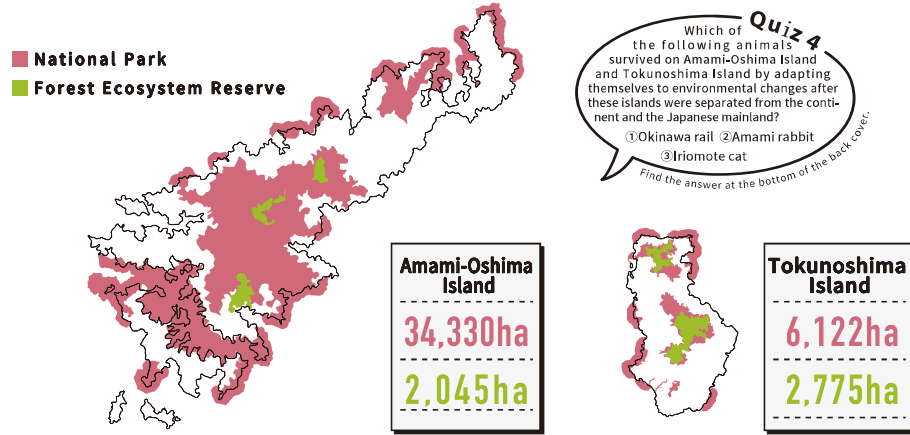 National Park
Forest Ecosystem Reserve
Quiz 4
Which of
the following animals
survived on Amami-Oshima Island
and Tokunoshima Island by adapting
themselves to environmental changes after
these islands were separated from the conti-
nent and the Japanese mainland?
①Okinawa rail ②Amami rabbit
③Iriomote cat
Find the answer at the bottom of the back cover.
Amami-Oshima
Island
34,330ha
2,045ha
Tokunoshima
Island
6,122ha
2,775ha